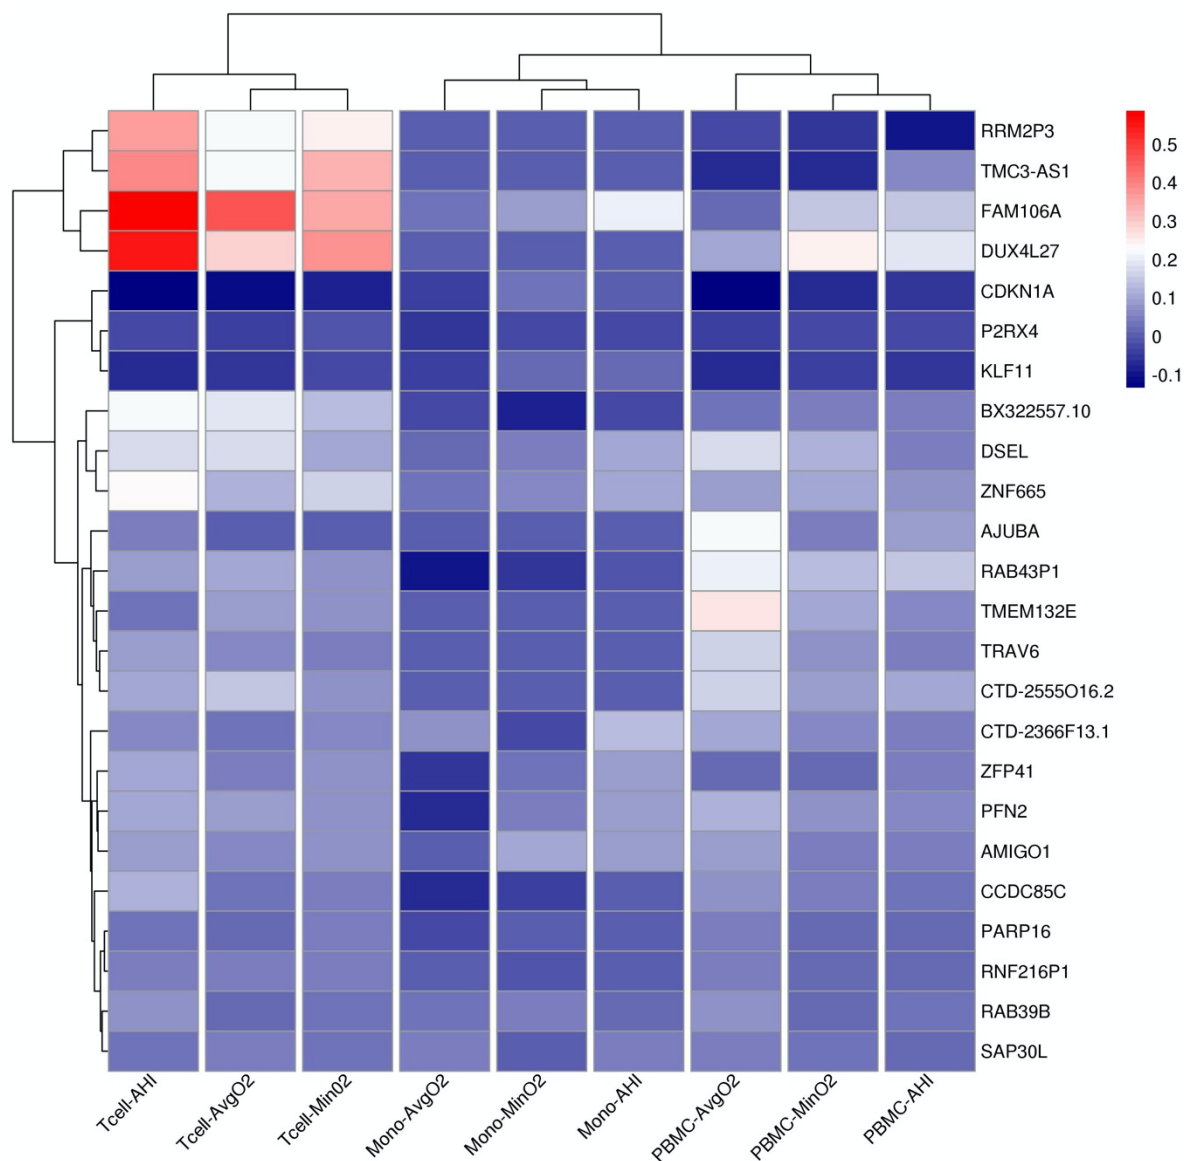 RRM2P3
TMC3-AS1
FAM106A
DUX4L27
CDKN1A
P2RX4
KLF11
BX322557.10
DSEL
ZNF665
AJUBA
RAB43P1
TMEM132E
TRAV6
CTD-2555O16.2
CTD-2366F13.1
ZFP41
PFN2
AMIGO1
CCDC85C
PARP16
RNF216P1
RAB39B
SAP30L
0.5
0.4
0.3
0.2
0.1
0
-0.1
Tcell-AHI
Tcell-AvgO2
Tcell-Min02
Mono-AvgO2
Mono-MinO2
Mono-AHI
PBMC-AvgO2
PBMC-MinO2
PBMC-AHI